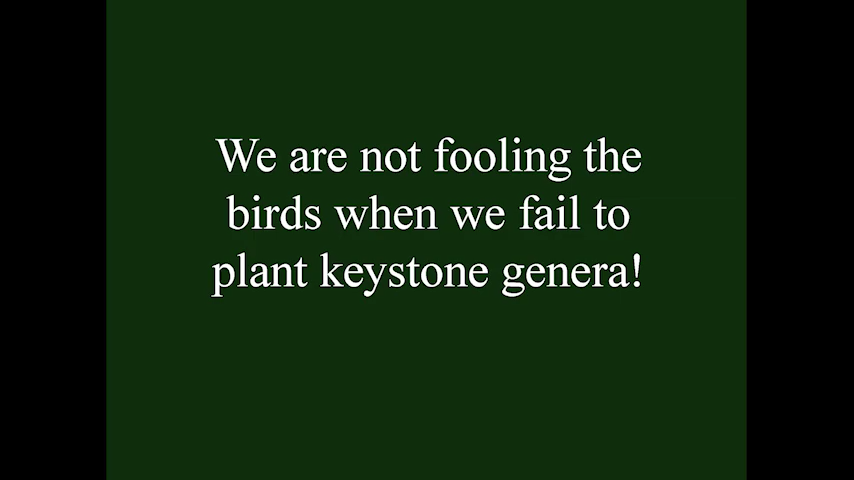 We are not fooling the
birds when we fail to
plant keystone genera!